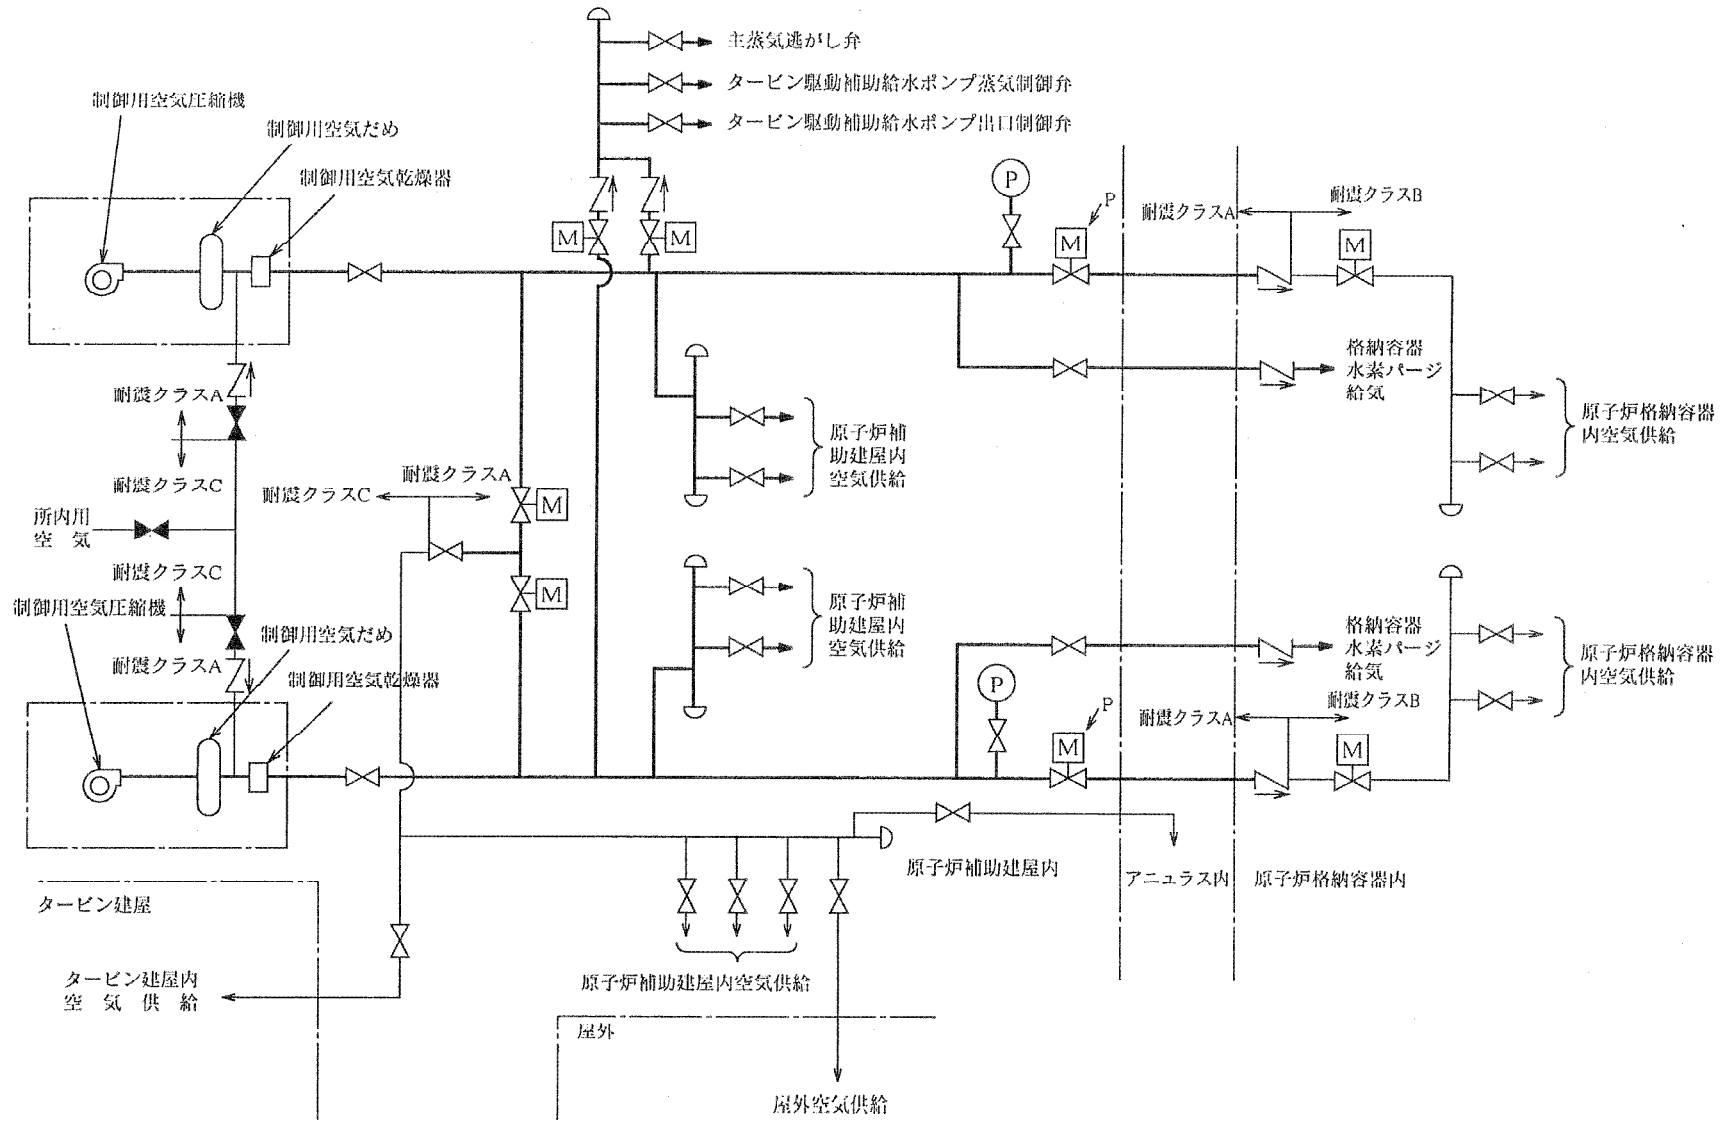 主蒸気逃がし弁
タービン駆動補助給水ポンプ蒸気制御弁
タービン駆動補助給水ポンプ出口制御弁
制御用空気圧縮機
制御用空気だめ
制御用空気乾燥器
M
M
P
M
P
耐震クラスA
耐震クラスB
M
格納容器
水素パージ
給気
原子炉格納容器
内空気供給
耐震クラスA
耐震クラスC
所内用
空気
耐震クラスC
耐震クラスA
耐震クラスC
耐震クラスA
M
M
原子炉補
助建屋内
空気供給
原子炉補
助建屋内
空気供給
制御用空気圧縮機
制御用空気だめ
制御用空気乾燥器
格納容器
水素パージ
給気
原子炉格納容器
内空気供給
P
M
P
耐震クラスA
耐震クラスB
M
原子炉補助建屋内
アニュラス内
原子炉格納容器内
タービン建屋
タービン建屋内
空気供給
原子炉補助建屋内空気供給
屋外
屋外空気供給